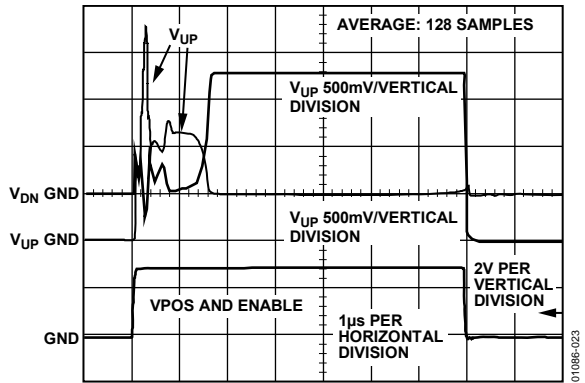 AVERAGE: 128 SAMPLES
VUP
VUP 500mV/VERTICAL
DIVISION
VDN GND
VUP GND
VUP 500mV/VERTICAL
DIVISION
2V PER
VERTICAL
DIVISION
VPOS AND ENABLE
1µs PER
HORIZONTAL
DIVISION
GND
01086-023